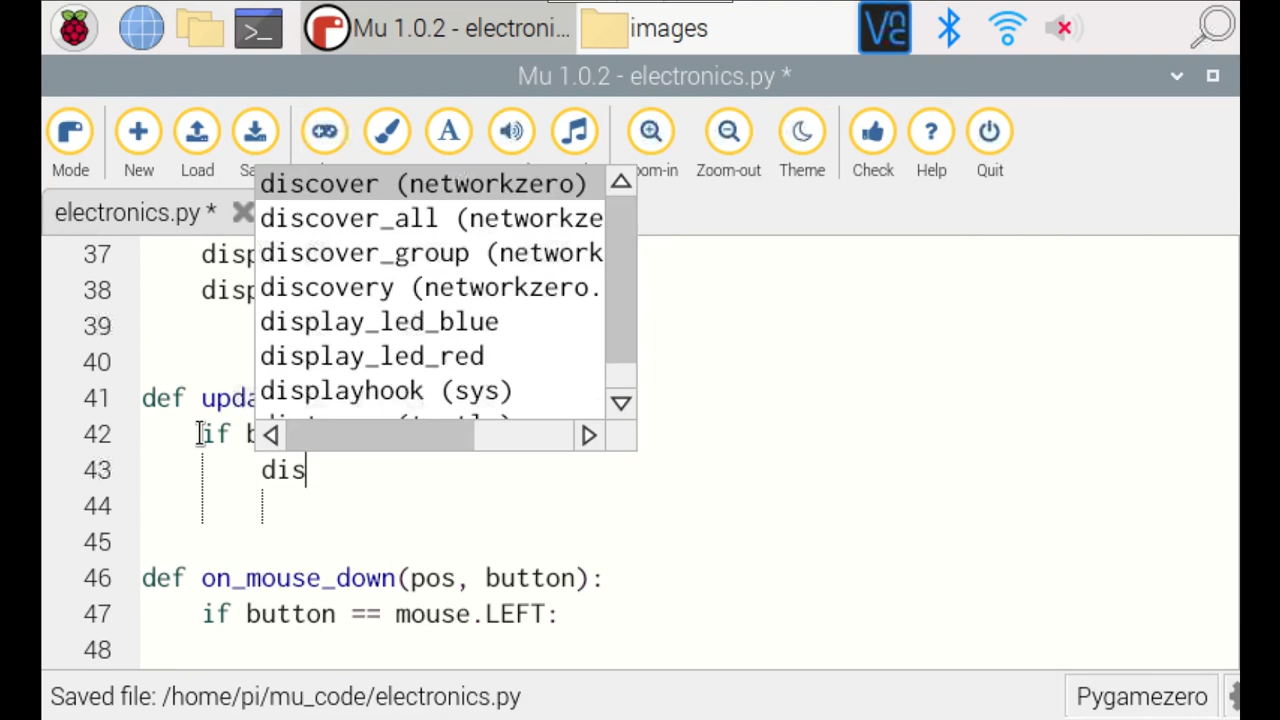 Mu 1.0.2 - electroni... images
Mu 1.0.2 - electronics.py *
Mode New Load Zoom-out Theme Check Help Quit
electronics.py *
discover (networkzero)
discover_all (networkze
discover_group (network
discovery (networkzero.
display_led_blue
display_led_red
displayhook (sys)
37 disp
38 disp
39
40
41 def upda
42 if b
43 dis
44
45
46 def on_mouse_down(pos, button):
47 if button == mouse.LEFT:
48
Saved file: /home/pi/mu_code/electronics.py Pygamezero